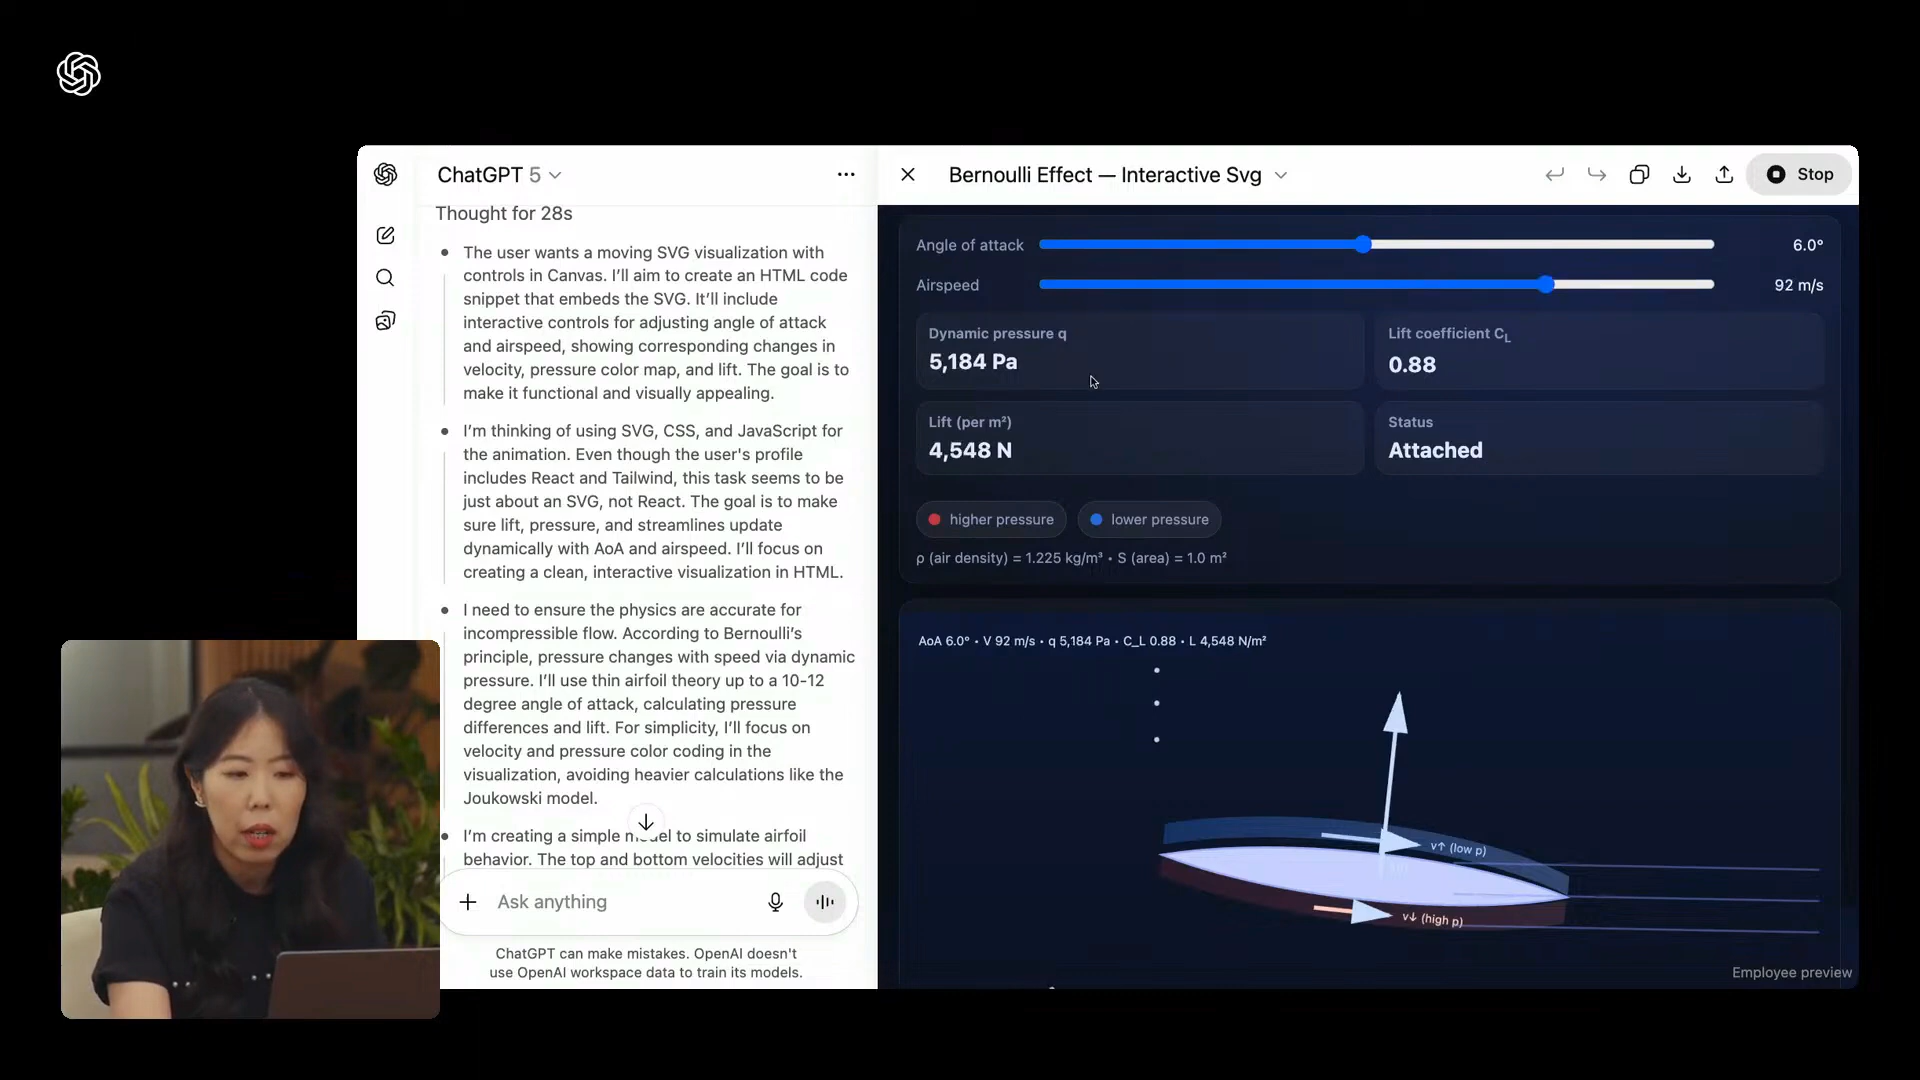 ChatGPT 5
Thought for 28s
The user wants a moving SVG visualization with
controls in Canvas. I'll aim to create an HTML code
snippet that embeds the SVG. It'll include
interactive controls for adjusting angle of attack
and airspeed, showing corresponding changes in
velocity, pressure color map, and lift. The goal is to
make it functional and visually appealing.
I'm thinking of using SVG, CSS, and JavaScript for
the animation. Even though the user's profile
includes React and Tailwind, this task seems to be
just about an SVG, not React. The goal is to make
sure lift, pressure, and streamlines update
dynamically with AoA and airspeed. I'll focus on
creating a clean, interactive visualization in HTML.
I need to ensure the physics are accurate for
incompressible flow. According to Bernoulli's
principle, pressure changes with speed via dynamic
pressure. I'll use thin airfoil theory up to a 10-12
degree angle of attack, calculating pressure
differences and lift. For simplicity, I'll focus on
velocity and pressure color coding in the
visualization, avoiding heavier calculations like the
Joukowski model.
I'm creating a simple to simulate airfoil
behavior. The top and bottom velocities will adjust
Ask anything
ChatGPT can make mistakes. OpenAI doesn't
use OpenAI workspace data to train its models.
Bernoulli Effect — Interactive Svg
Stop
Angle of attack 6.0°
Airspeed 92 m/s
Dynamic pressure q
5,184 Pa
Lift coefficient CL
0.88
Lift (per m²)
4,548 N
Status
Attached
higher pressure lower pressure
ρ (air density) = 1.225 kg/m³ • S (area) = 1.0 m²
AoA 6.0° • V 92 m/s • q 5,184 Pa • C_L 0.88 • L 4,548 N/m²
v↑ (low p)
v↓ (high p)
Employee preview